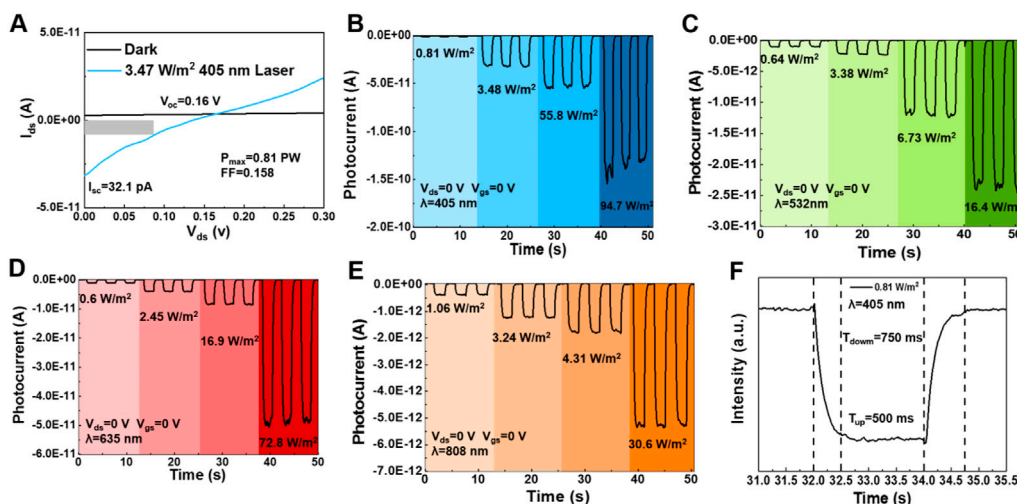 A
5.0E-11
0.0E+00
5.0E-11
I_ds (A)
Dark
3.47 W/m² 405 nm Laser
V_oc=0.16 V
P_max=0.81 PW
FF=0.158
I_sc=32.1 pA
0.00 0.05 0.10 0.15 0.20 0.25 0.30
V_ds (v)
B
0.0E+00
-5.0E-11
-1.0E-10
-1.5E-10
-2.0E-10
Photocurrent (A)
0.81 W/m²
3.48 W/m²
55.8 W/m²
94.7 W/m²
V_ds=0 V V_gs=0 V
λ=405 nm
0 10 20 30 40 50
Time (s)
C
0.0E+00
-5.0E-12
-1.0E-11
-1.5E-11
-2.0E-11
-2.5E-11
-3.0E-11
Photocurrent (A)
0.64 W/m²
3.38 W/m²
6.73 W/m²
16.4 W/m²
V_ds=0 V V_gs=0 V
λ=532nm
0 10 20 30 40 50
Time (s)
D
0.0E+00
-1.0E-11
-2.0E-11
-3.0E-11
-4.0E-11
-5.0E-11
-6.0E-11
Photocurrent (A)
0.6 W/m²
2.45 W/m²
16.9 W/m²
72.8 W/m²
V_ds=0 V V_gs=0 V
λ=635 nm
0 10 20 30 40 50
Time (s)
E
0.0E+00
-1.0E-12
-2.0E-12
-3.0E-12
-4.0E-12
-5.0E-12
-6.0E-12
-7.0E-12
Photocurrent (A)
1.06 W/m²
3.24 W/m²
4.31 W/m²
30.6 W/m²
V_ds=0 V V_gs=0 V
λ=808 nm
0 10 20 30 40 50
Time (s)
F
Intensity (a.u.)
0.81 W/m²
λ=405 nm
T_dowm=750 ms
T_up=500 ms
31.0 31.5 32.0 32.5 33.0 33.5 34.0 34.5 35.0 35.5
Time (s)